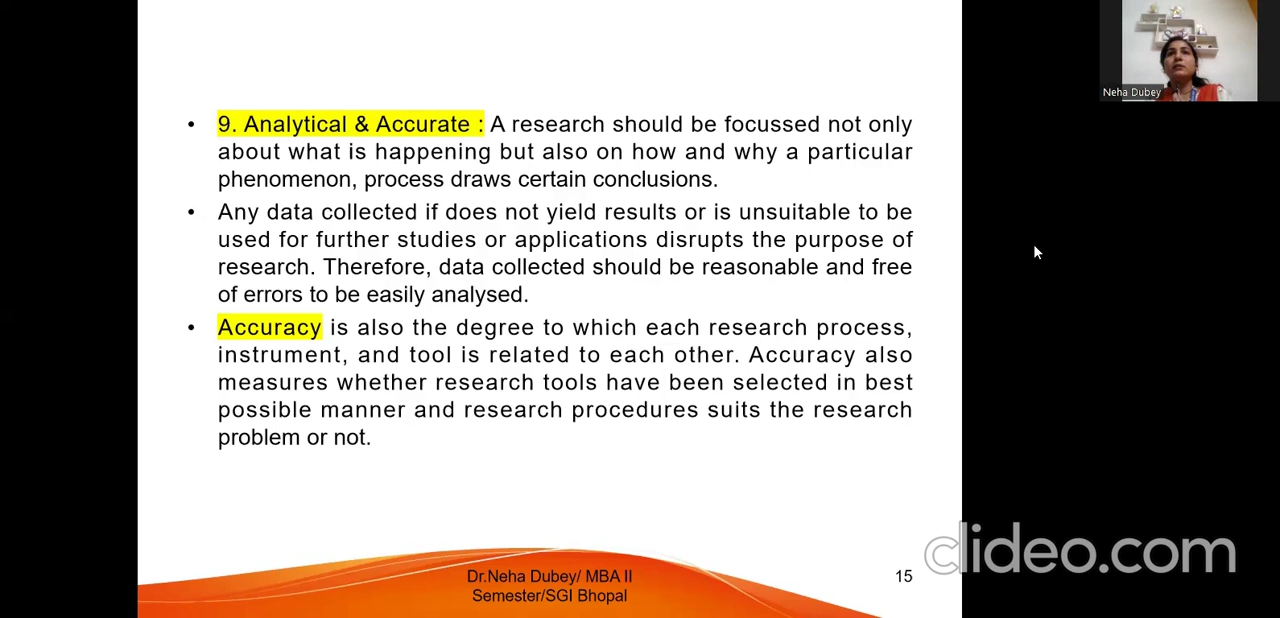 Neha Dubey
• 9. Analytical & Accurate : A research should be focussed not only
about what is happening but also on how and why a particular
phenomenon, process draws certain conclusions.
• Any data collected if does not yield results or is unsuitable to be
used for further studies or applications disrupts the purpose of
research. Therefore, data collected should be reasonable and free
of errors to be easily analysed.
• Accuracy is also the degree to which each research process,
instrument, and tool is related to each other. Accuracy also
measures whether research tools have been selected in best
possible manner and research procedures suits the research
problem or not.
clideo.com
Dr.Neha Dubey/ MBA II
Semester/SGI Bhopal
15